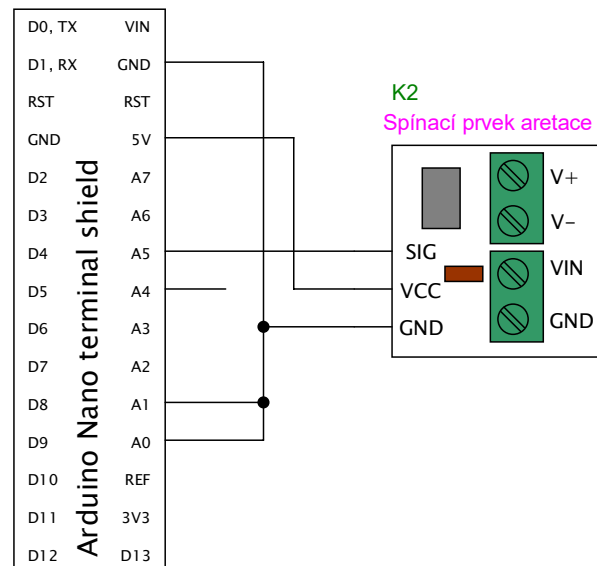 D0, TX VIN
D1, RX GND
RST RST
GND 5V
D2 A7
D3 A6
D4 A5
D5 A4
D6 A3
D7 A2
D8 A1
D9 A0
D10 REF
D11 3V3
D12 D13
Arduino Nano terminal shield
K2
Spínací prvek aretace
SIG
VCC
GND
V+
V-
VIN
GND